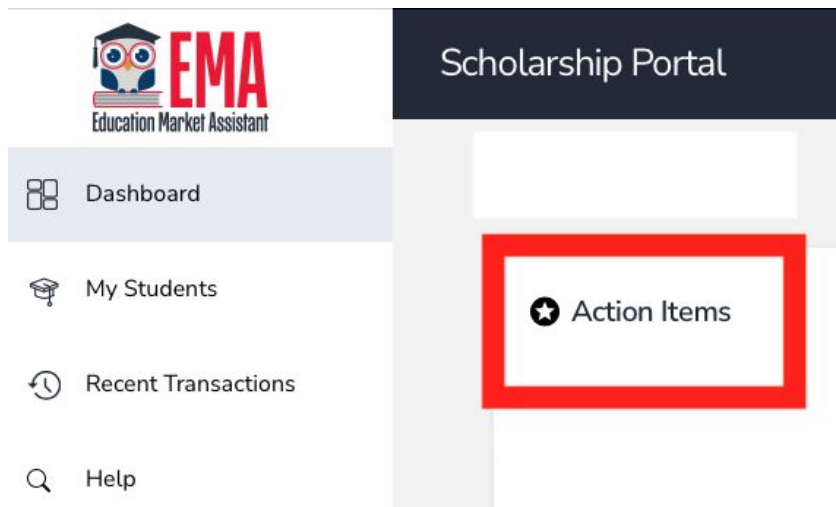 EMA
Education Market Assistant
Scholarship Portal
Dashboard
My Students
Action Items
Recent Transactions
Help